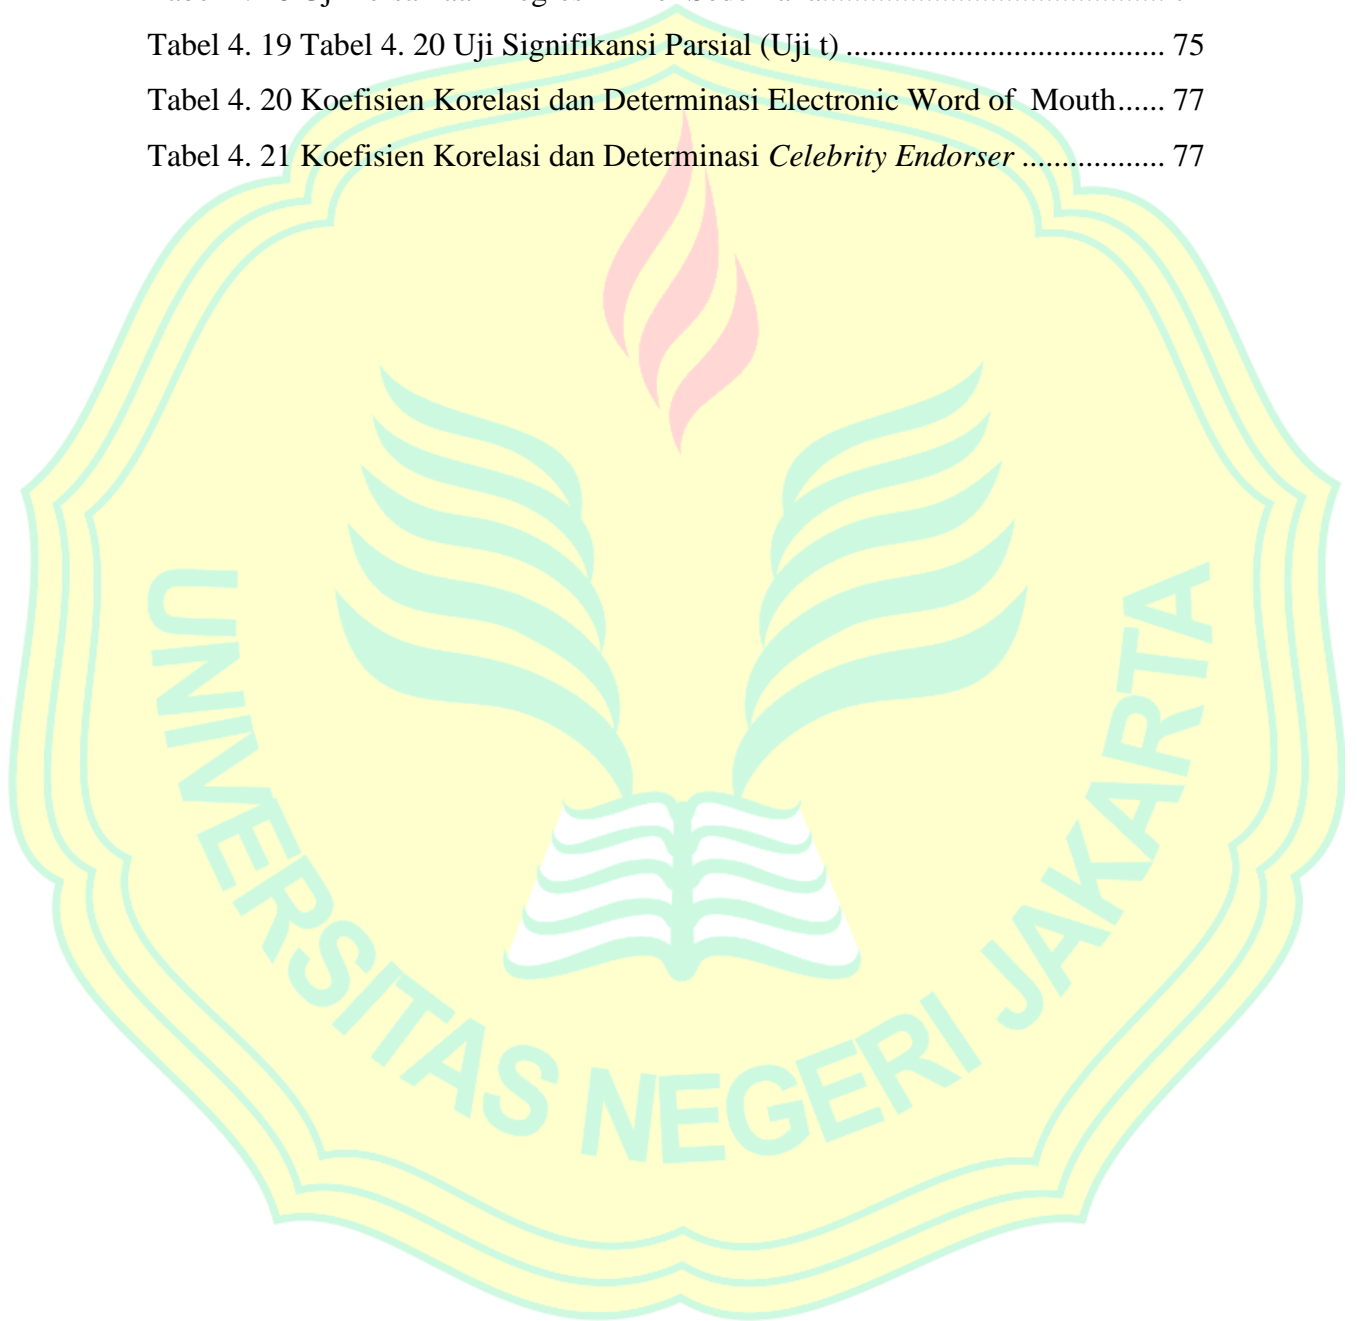 Tabel 4. 19 Tabel 4. 20 Uji Signifikansi Parsial (Uji t) ....................................... 75
Tabel 4. 20 Koefisien Korelasi dan Determinasi Electronic Word of  Mouth...... 77
Tabel 4. 21 Koefisien Korelasi dan Determinasi Celebrity Endorser ................. 77
UNIVERSITAS NEGERI JAKARTA